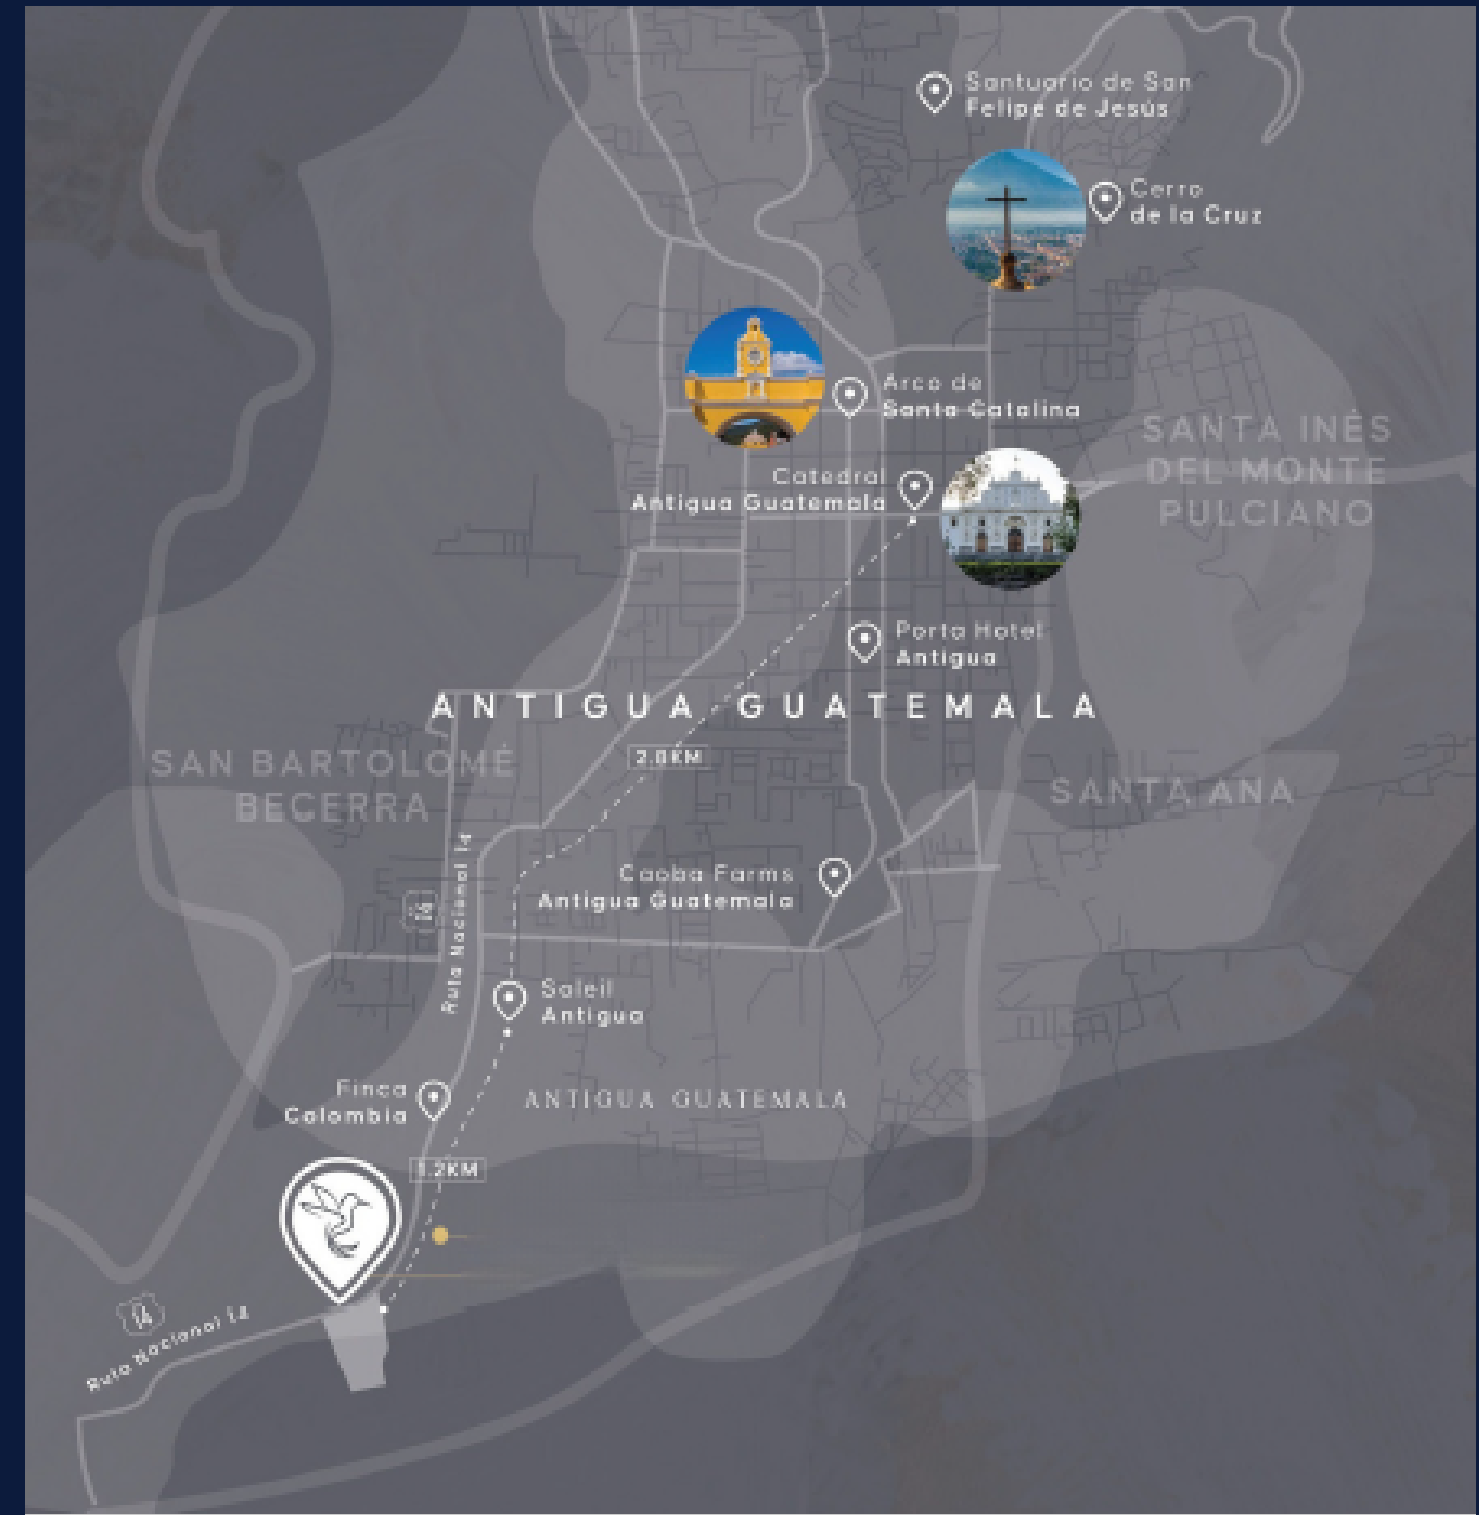 Santuario de San
Felipe de Jesús
Cerro
de la Cruz
Arco de
Santa Catalina
SANTA INÉS
DEL MONTE
PULCIANO
Catedral
Antigua Guatemala
Porta Hotel
Antigua
ANTIGUA GUATEMALA
SAN BARTOLOMÉ
BECERRA
2.0KM
SANTA ANA
Ruta Nacional 14
Caoba Farms
Antigua Guatemala
Soleil
Antigua
Finca
Colombia
ANTIGUA GUATEMALA
1.2KM
14
Ruta Nacional 14